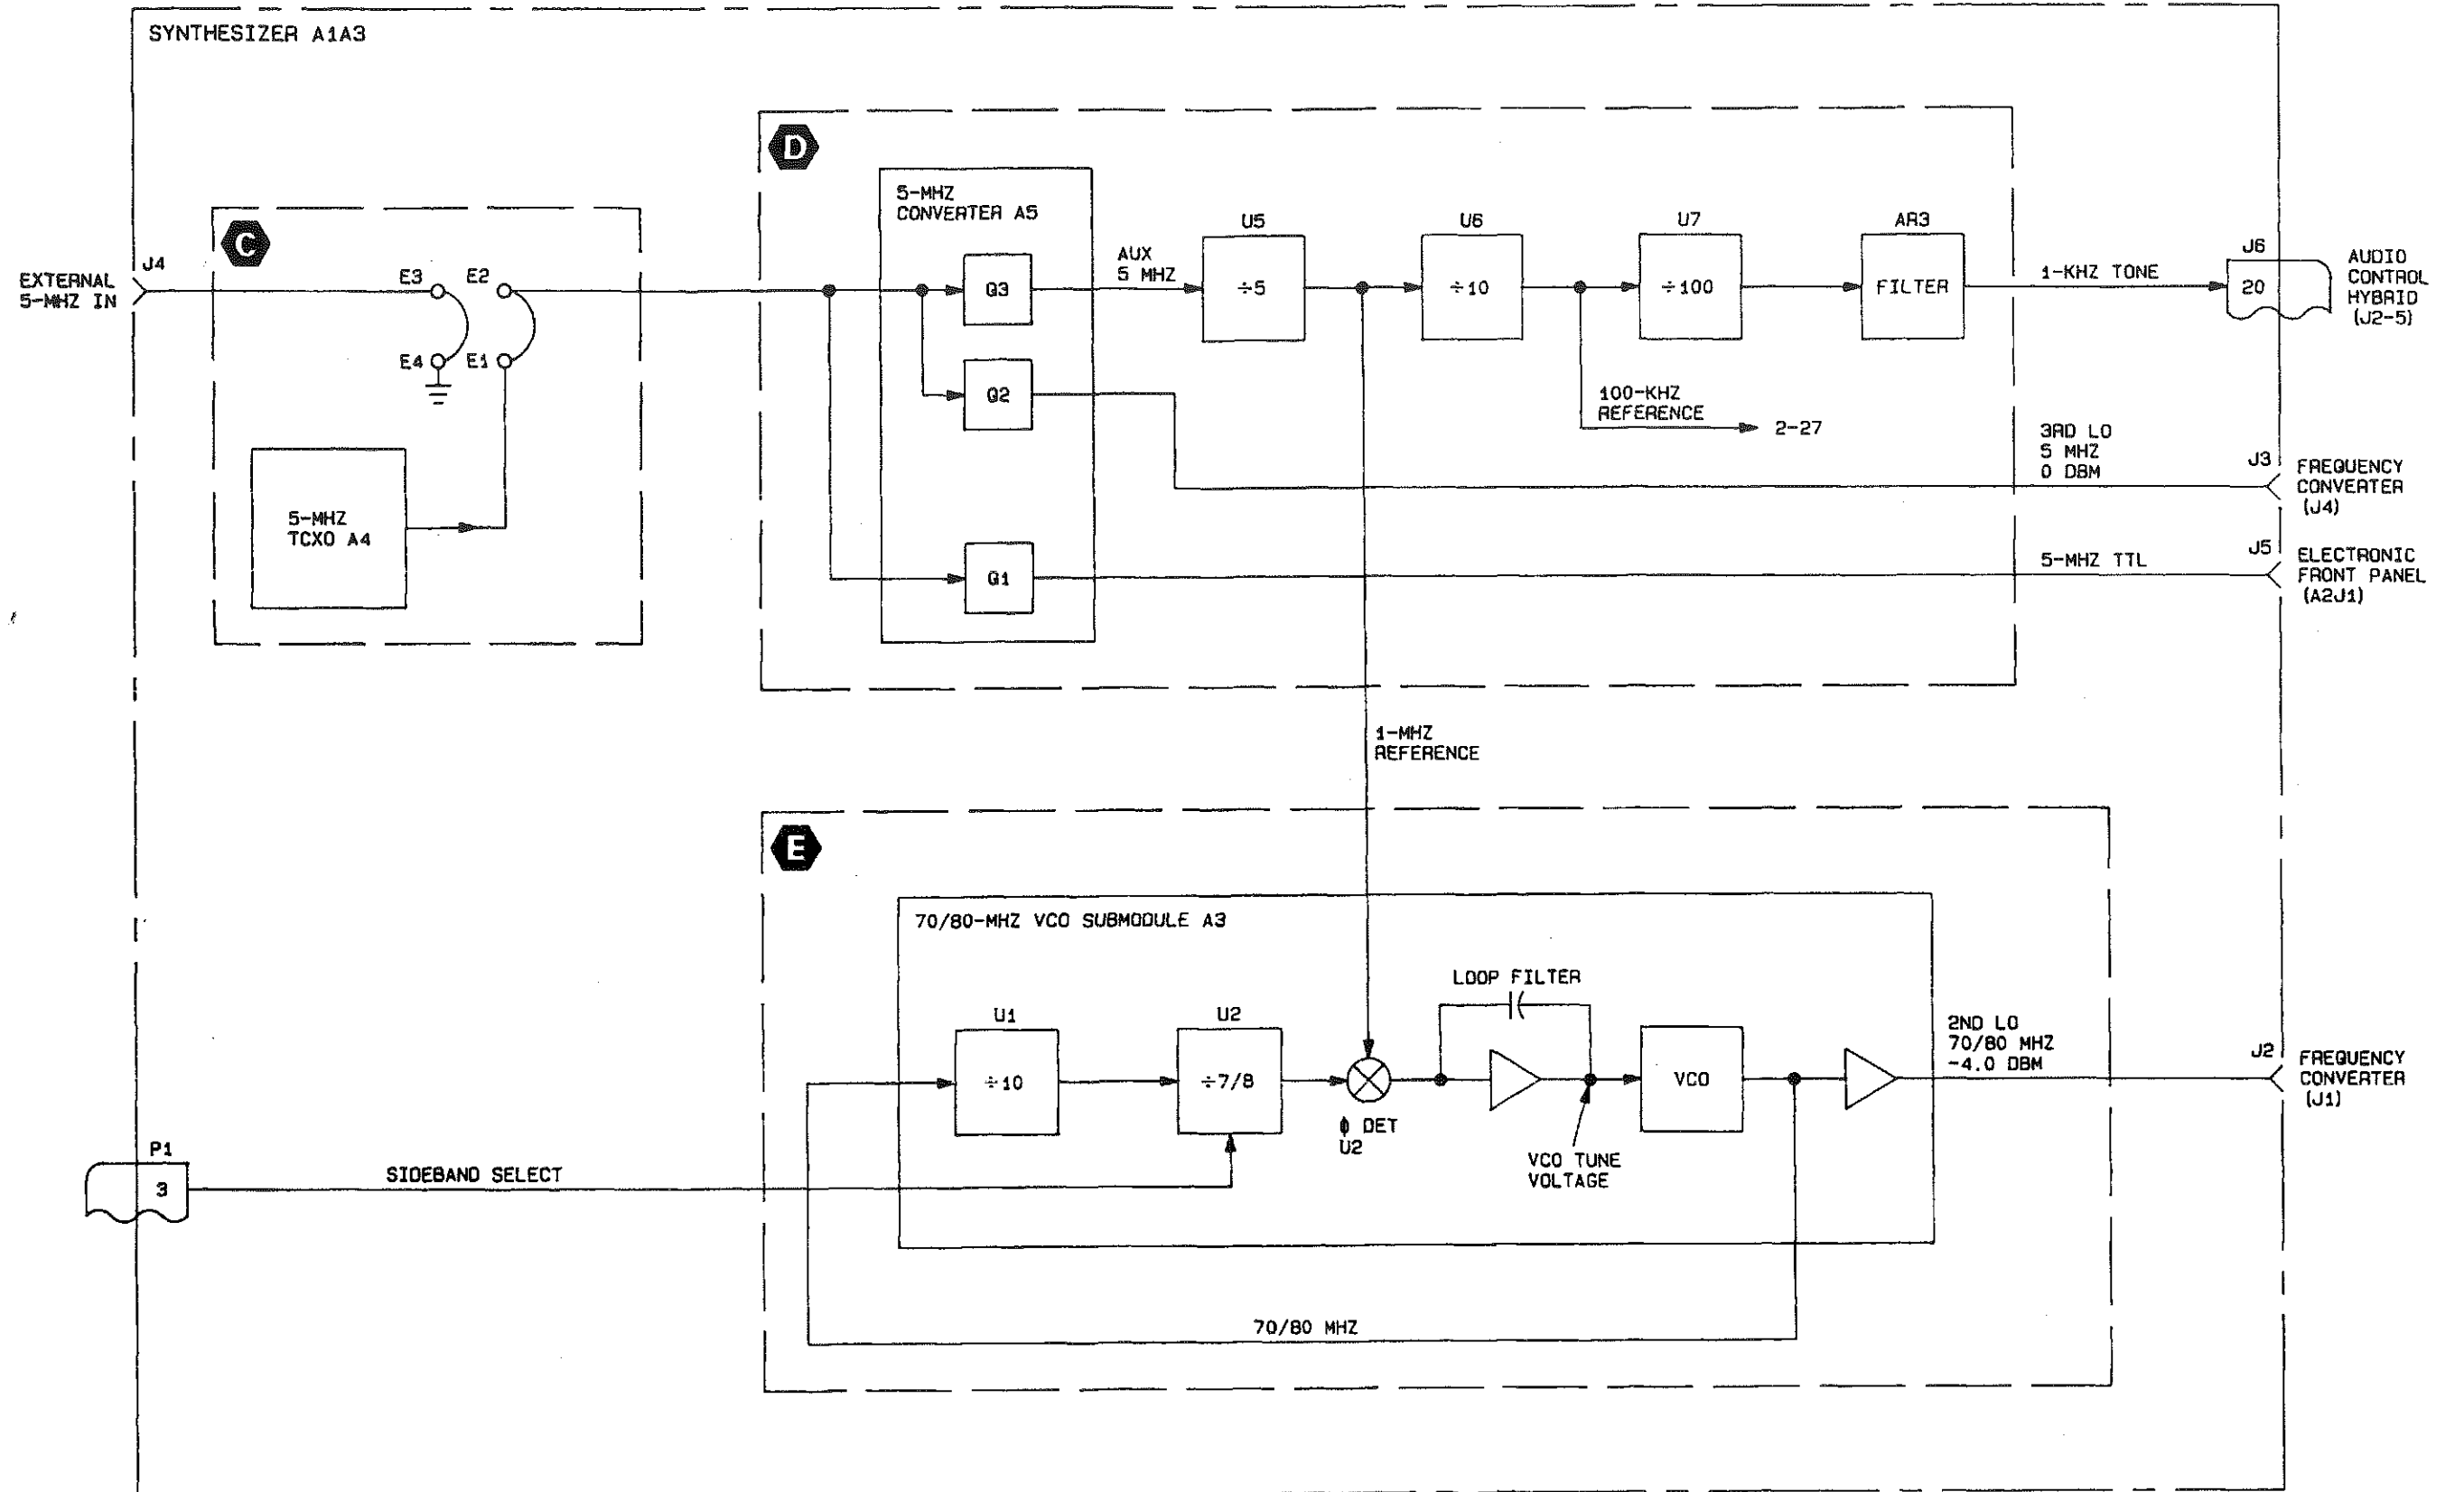 SYNTHESIZER A1A3
D
5-MHZ
CONVERTER A5
C
J4
EXTERNAL
5-MHZ IN
E3
E2
E4
E1
5-MHZ
TCXO A4
Q3
Q2
Q1
AUX
5 MHZ
U5
÷5
U6
÷10
U7
÷100
AR3
FILTER
1-KHZ TONE
J6
20
AUDIO
CONTROL
HYBRID
(J2-5)
100-KHZ
REFERENCE
2-27
3RD LO
5 MHZ
0 DBM
J3
FREQUENCY
CONVERTER
(J4)
5-MHZ TTL
J5
ELECTRONIC
FRONT PANEL
(A2J1)
1-MHZ
REFERENCE
E
70/80-MHZ VCO SUBMODULE A3
LOOP FILTER
U1
÷10
U2
÷7/8
ϕ DET
U2
VCO TUNE
VOLTAGE
VCO
2ND LO
70/80 MHZ
-4.0 DBM
J2
FREQUENCY
CONVERTER
(J1)
P1
3
SIDEBAND SELECT
70/80 MHZ